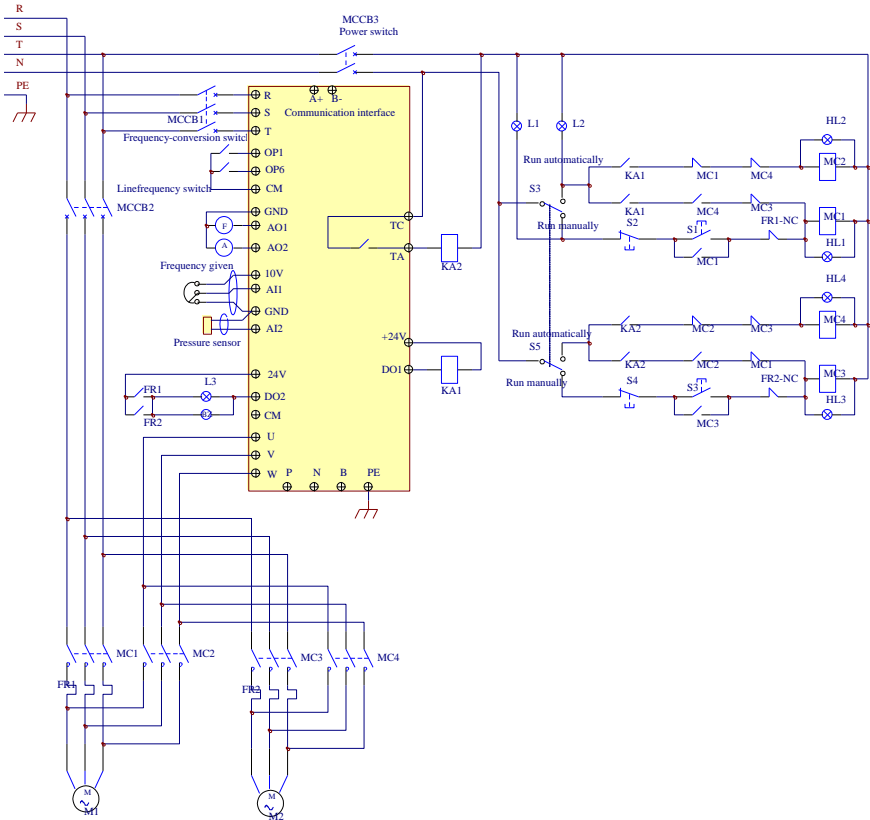 R
S
T
N
PE
MCCB3
Power switch
A+ B-
Communication interface
R
S
T
MCCB1
Frequency-conversion switch
OP1
OP6
CM
Linefrequency switch
MCCB2
GND
AO1
AO2
F
A
Frequency given
10V
AI1
GND
AI2
Pressure sensor
TC
TA
KA2
+24V
DO1
KA1
24V
DO2
CM
FR1
FR2
L3
HZ
U
V
W
P N B PE
L1 L2
Run automatically
S3
Run manually
KA1 MC1 MC4 MC2
HL2
KA1 MC4 MC3 MC1
S2 S1 FR1-NC
MC1
HL1
HL4
Run automatically
S5
Run manually
KA2 MC2 MC3 MC4
KA2 MC2 MC1 MC3
S4 S3 FR2-NC
MC3
HL3
MC1 MC2 MC3 MC4
FR1 FR2
M M
M1 M2